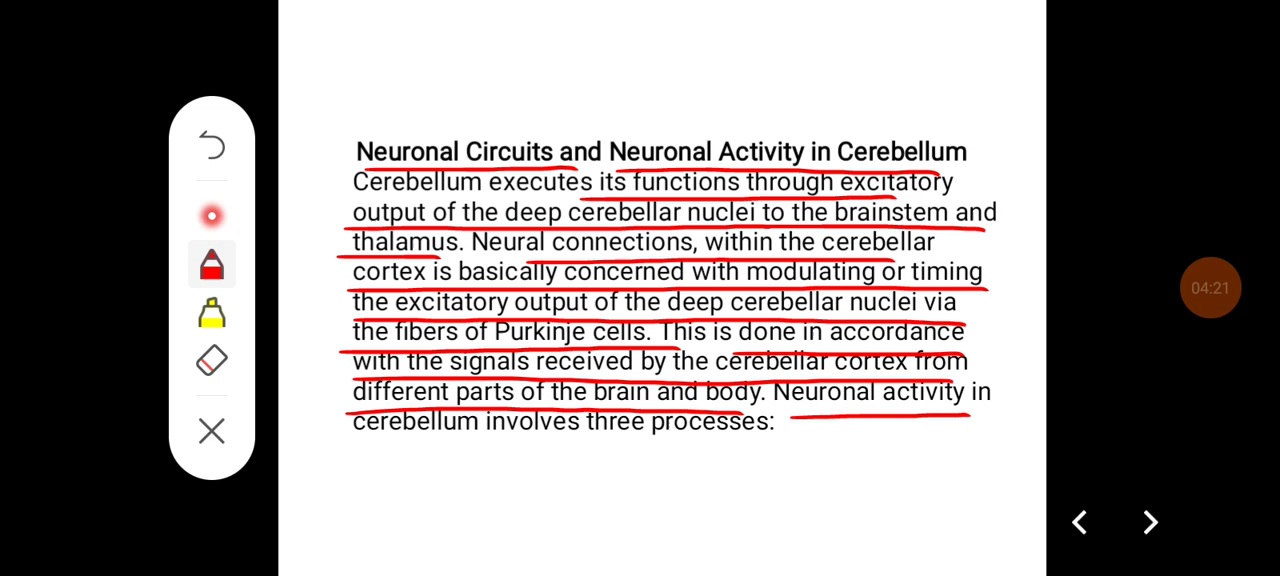 Neuronal Circuits and Neuronal Activity in Cerebellum
Cerebellum executes its functions through excitatory
output of the deep cerebellar nuclei to the brainstem and
thalamus. Neural connections, within the cerebellar
cortex is basically concerned with modulating or timing
the excitatory output of the deep cerebellar nuclei via
the fibers of Purkinje cells. This is done in accordance
with the signals received by the cerebellar cortex from
different parts of the brain and body. Neuronal activity in
cerebellum involves three processes:
04:21